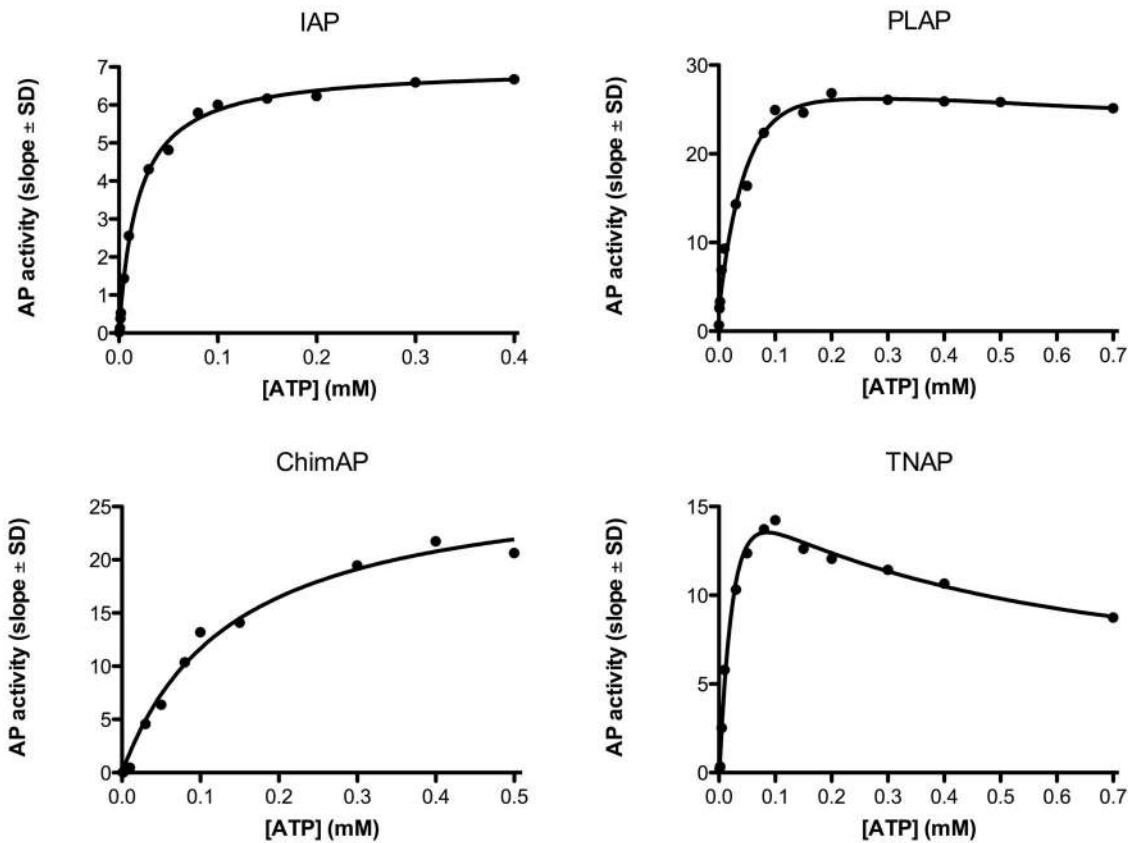 IAP
7
6
5
4
3
2
1
0
0.0 0.1 0.2 0.3 0.4
AP activity (slope ± SD)
[ATP] (mM)
PLAP
30
20
10
0
0.0 0.1 0.2 0.3 0.4 0.5 0.6 0.7
AP activity (slope ± SD)
[ATP] (mM)
ChimAP
25
20
15
10
5
0
0.0 0.1 0.2 0.3 0.4 0.5
AP activity (slope ± SD)
[ATP] (mM)
TNAP
15
10
5
0
0.0 0.1 0.2 0.3 0.4 0.5 0.6 0.7
AP activity (slope ± SD)
[ATP] (mM)